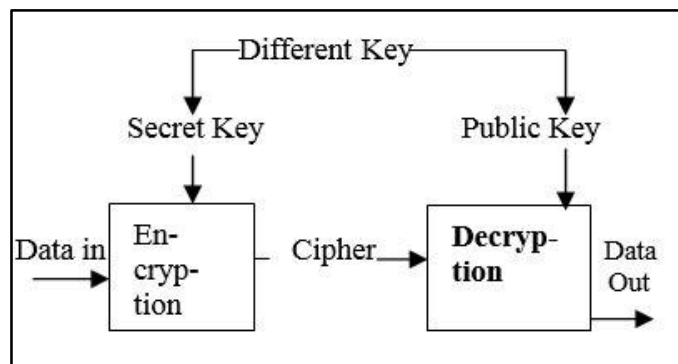 Different Key
Secret Key
Public Key
Data in
En-
cryp-
tion
Cipher
Decryp-
tion
Data
Out